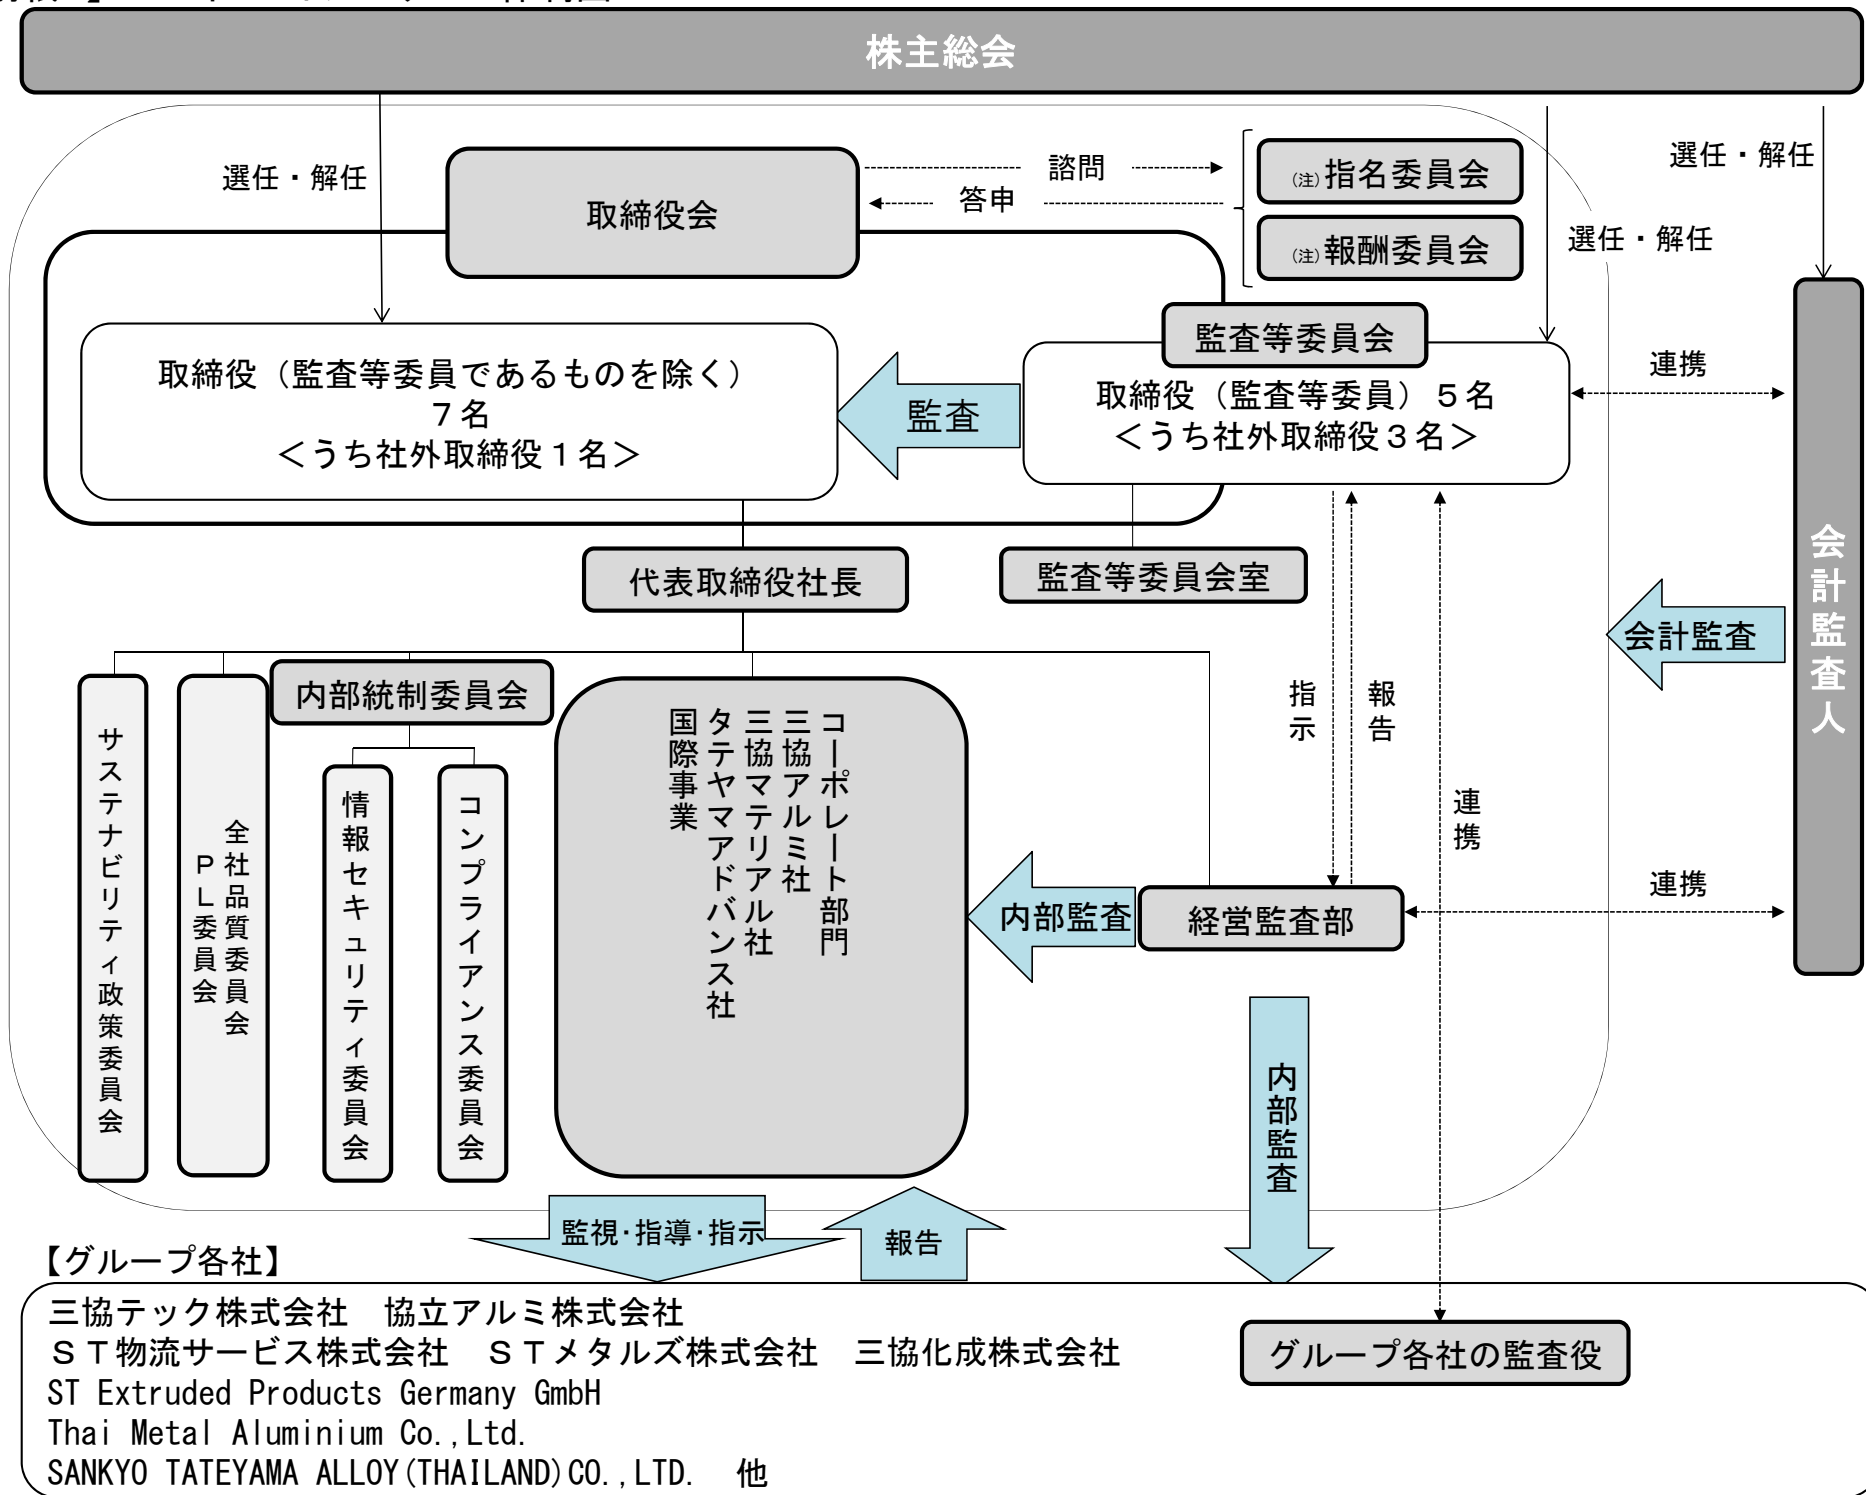 株主総会
選任・解任
取締役会
諮問
答申
(注)指名委員会
(注)報酬委員会
選任・解任
選任・解任
監査等委員会
取締役（監査等委員であるものを除く）
７名
＜うち社外取締役１名＞
監査
取締役（監査等委員）５名
＜うち社外取締役３名＞
連携
代表取締役社長
監査等委員会室
会計監査
会計監査人
内部統制委員会
サステナビリティ政策委員会
全社品質委員会
ＰＬ委員会
情報セキュリティ委員会
コンプライアンス委員会
コーポレート部門
三協アルミ社
三協マテリアル社
タテヤマアドバンス社
国際事業
指示
報告
連携
内部監査
経営監査部
連携
内部監査
監視・指導・指示
報告
【グループ各社】
三協テック株式会社　協立アルミ株式会社
ＳＴ物流サービス株式会社　ＳＴメタルズ株式会社　三協化成株式会社
ST Extruded Products Germany GmbH
Thai Metal Aluminium Co.,Ltd.
SANKYO TATEYAMA ALLOY(THAILAND)CO.,LTD.　他
グループ各社の監査役